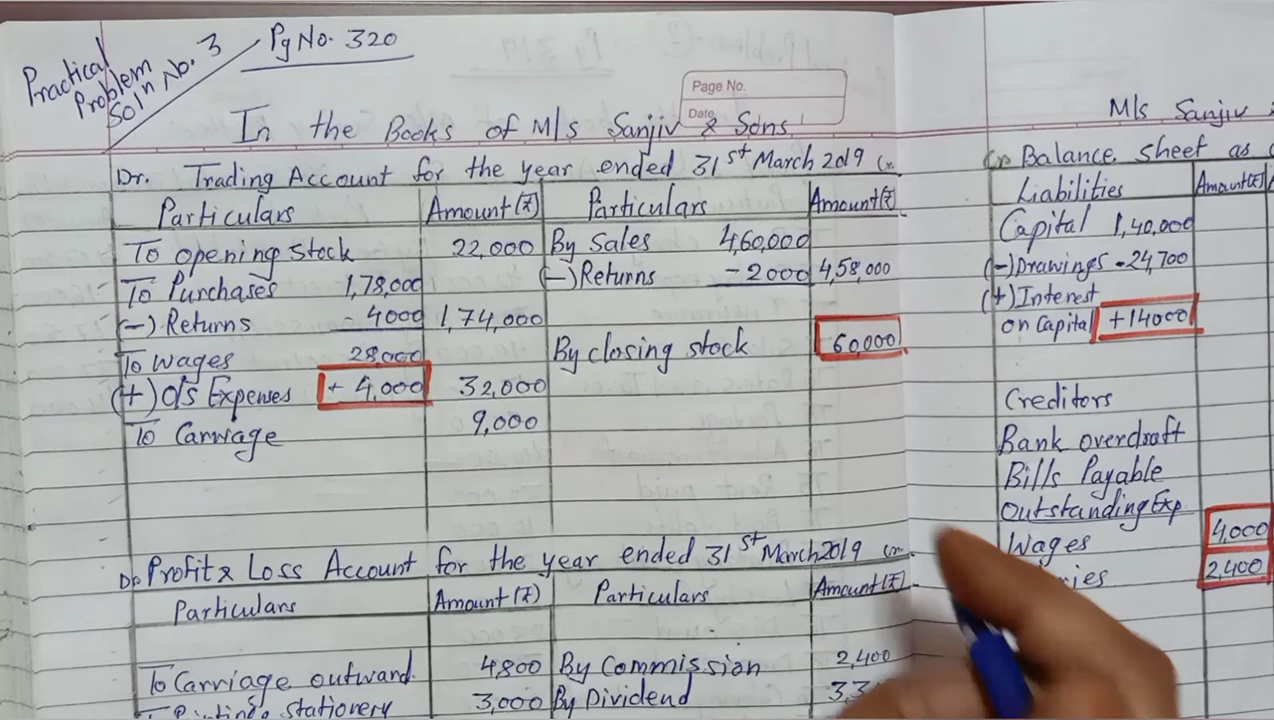 Practical
Problem
Soln No. 3
Pg No. 320
Page No.
Date
In the Books of M/s Sanjiv & Sons
Dr. Trading Account for the year ended 31st March 2019 Cr.
Particulars Amount (₹) Particulars Amount(₹)
To opening stock 22,000 By Sales 4,60,000
To Purchases 1,78,000 (-) Returns - 2000 4,58,000
(-) Returns - 4000 1,74,000
To Wages 28,000 By closing stock 60,000
(+) O/s Expenses + 4,000 32,000
To Carriage 9,000
Dr. Profit & Loss Account for the year ended 31st March 2019 Cr.
Particulars Amount (₹) Particulars Amount (₹)
To Carriage outward. 4800 By Commission 2,400
Stationery 3,000 By Dividend
M/s Sanjiv
Cr. Balance Sheet as
Liabilities Amount(₹)
Capital 1,40,000
(-) Drawings - 24,700
(+) Interest
on Capital +14000
Creditors
Bank overdraft
Bills Payable
Outstanding Exp.
Wages 4,000
2,400